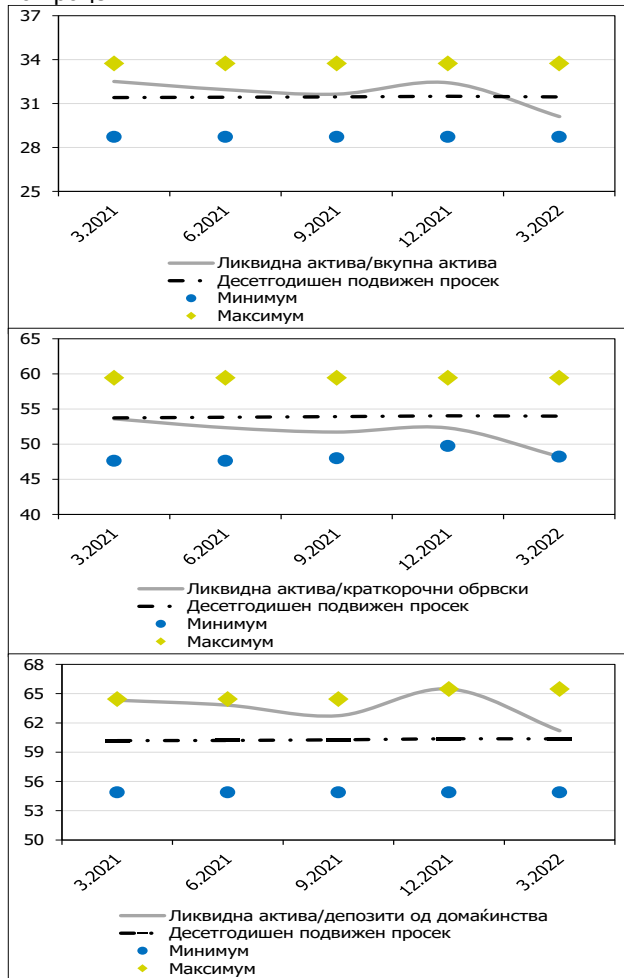 37
34
31
28
25
3.2021
6.2021
9.2021
12.2021
3.2022
Ликвидна актива/вкупна актива
Десетгодишен подвижен просек
Минимум
Максимум
65
60
55
50
45
40
3.2021
6.2021
9.2021
12.2021
3.2022
Ликвидна актива/краткорочни обрвски
Десетгодишен подвижен просек
Минимум
Максимум
68
65
62
59
56
53
50
3.2021
6.2021
9.2021
12.2021
3.2022
Ликвидна актива/депозити од домаќинства
Десетгодишен подвижен просек
Минимум
Максимум